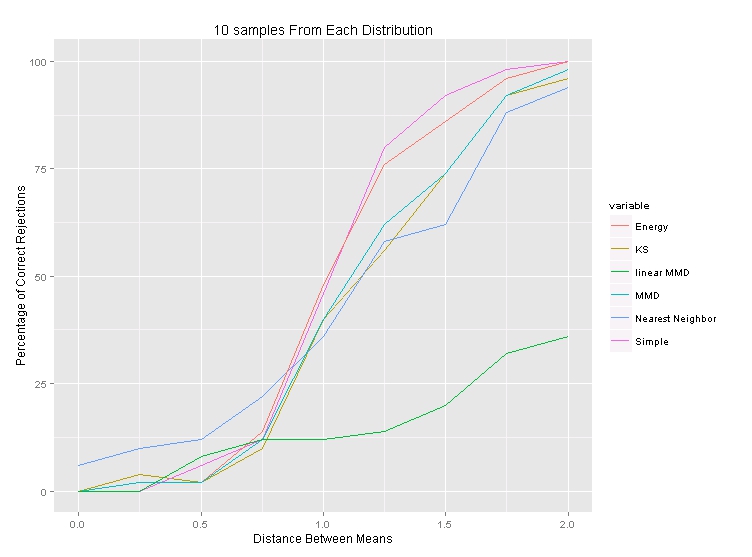 10 samples From Each Distribution
Percentage of Correct Rejections
100
75
50
25
0
0.0
0.5
1.0
1.5
2.0
Distance Between Means
variable
Energy
KS
linear MMD
MMD
Nearest Neighbor
Simple